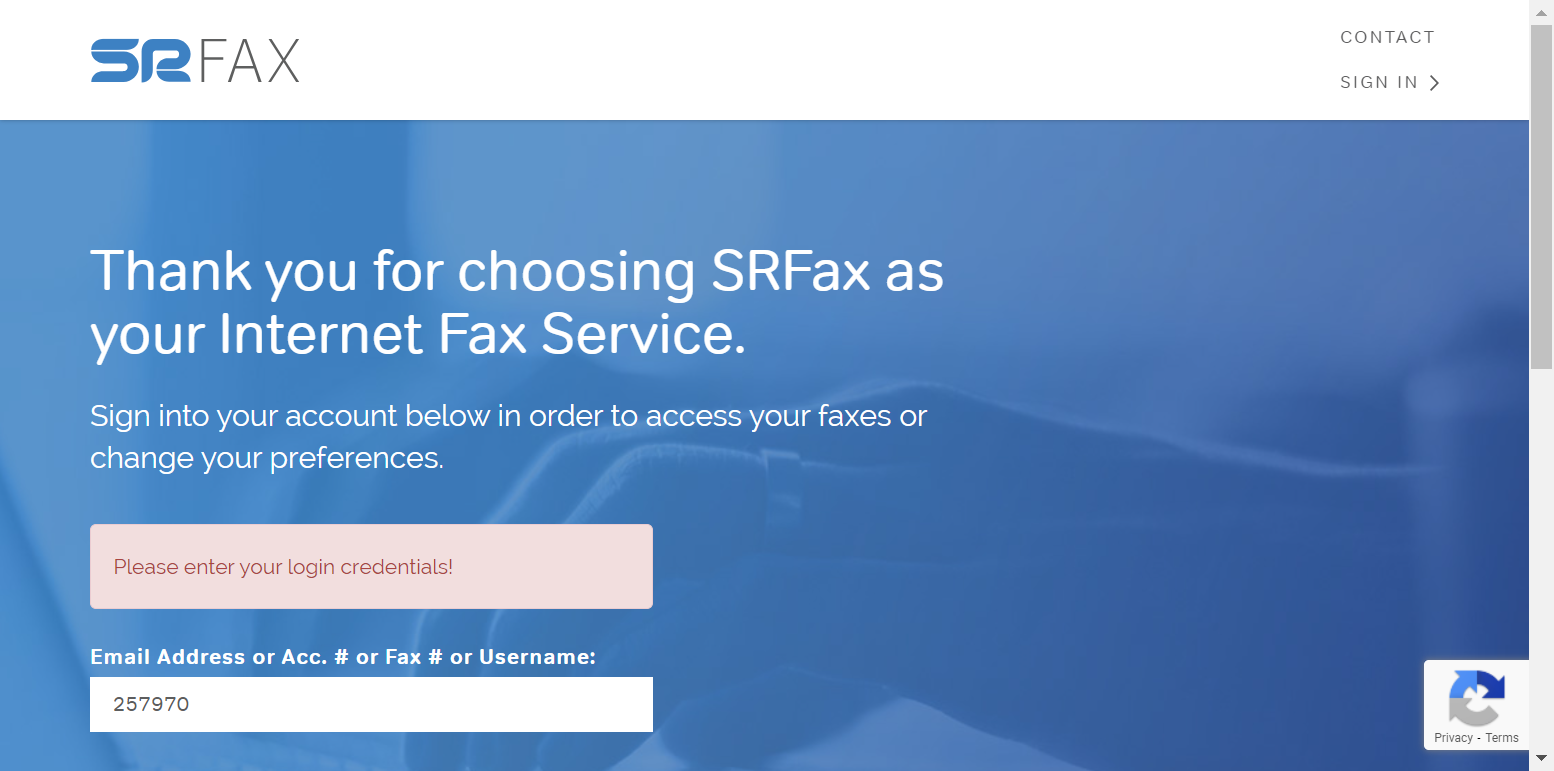 SRFAX
CONTACT
SIGN IN
Thank you for choosing SRFax as
your Internet Fax Service.
Sign into your account below in order to access your faxes or
change your preferences.
Please enter your login credentials!
Email Address or Acc. # or Fax # or Username:
257970
Privacy - Terms